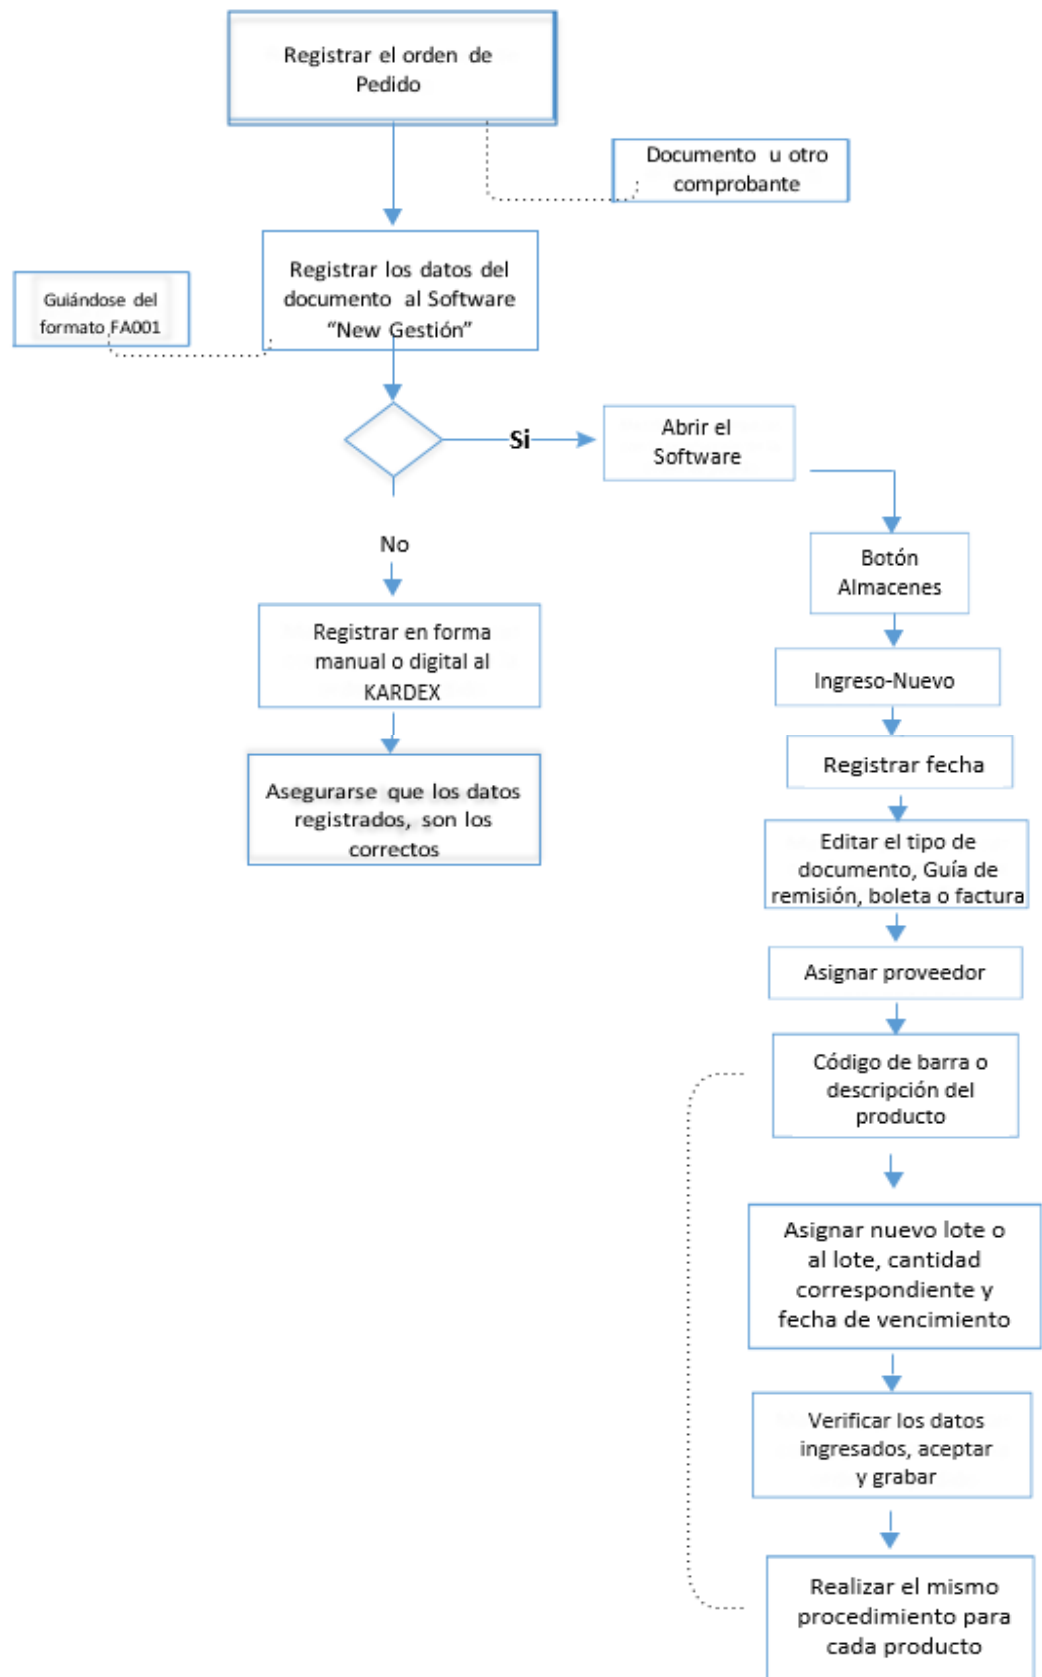 Registrar el orden de
Pedido
Documento u otro
comprobante
Registrar los datos del
documento al Software
“New Gestión”
Guiándose del
formato FA001
Si
Abrir el
Software
No
Botón
Almacenes
Registrar en forma
manual o digital al
KARDEX
Ingreso-Nuevo
Asegurarse que los datos
registrados, son los
correctos
Registrar fecha
Editar el tipo de
documento, Guía de
remisión, boleta o factura
Asignar proveedor
Código de barra o
descripción del
producto
Asignar nuevo lote o
al lote, cantidad
correspondiente y
fecha de vencimiento
Verificar los datos
ingresados, aceptar
y grabar
Realizar el mismo
procedimiento para
cada producto